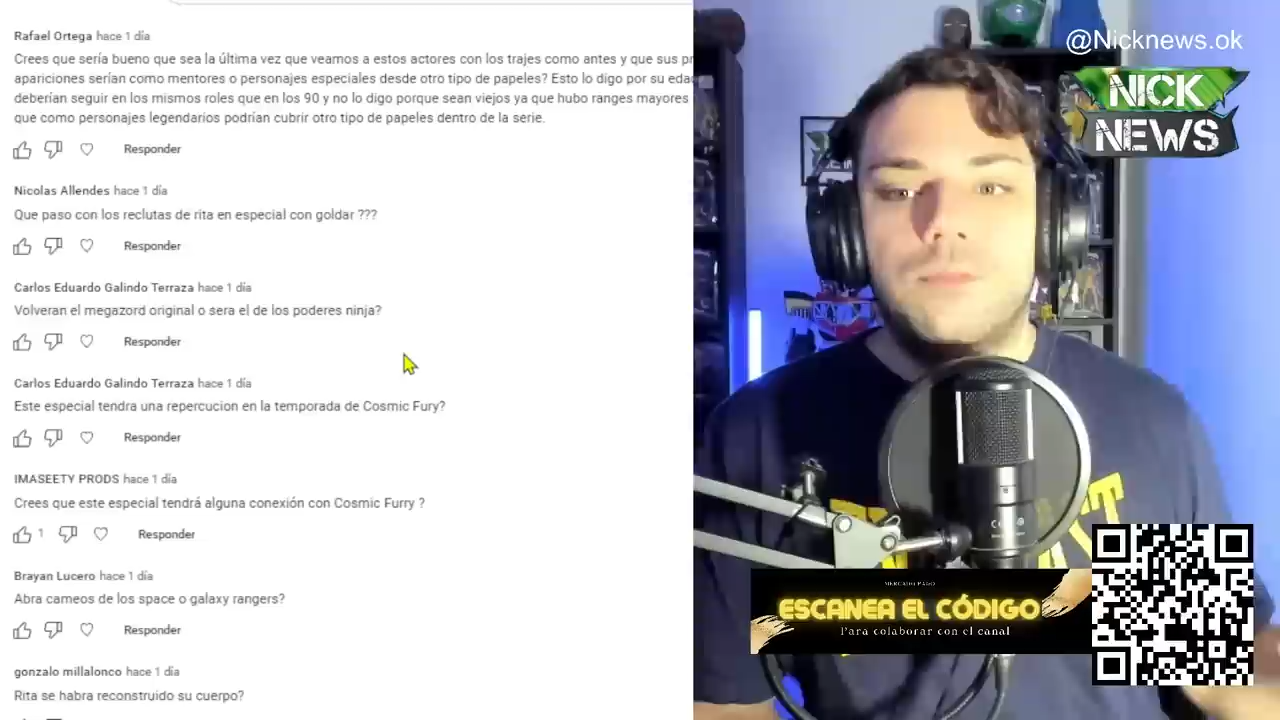 Rafael Ortega hace 1 día
Crees que sería bueno que sea la última vez que veamos a estos actores con los trajes como antes y que sus
apariciones serían como mentores o personajes especiales desde otro tipo de papeles? Esto lo digo por su
deberían seguir en los mismos roles que en los 90 y no lo digo porque sean viejos ya que hubo ranges mayores
que como personajes legendarios podrían cubrir otro tipo de papeles dentro de la serie.
Responder
Nicolas Allendes hace 1 día
Que paso con los reclutas de rita en especial con goldar ???
Responder
Carlos Eduardo Galindo Terraza hace 1 día
Volveran el megazord original o sera el de los poderes ninja?
Responder
Carlos Eduardo Galindo Terraza hace 1 día
Este especial tendra una repercucion en la temporada de Cosmic Fury?
Responder
IMASEETY PRODS hace 1 día
Crees que este especial tendrá alguna conexión con Cosmic Furry ?
1
Responder
Brayan Lucero hace 1 día
Abra cameos de los space o galaxy rangers?
Responder
gonzalo millalonco hace 1 día
Rita se habra reconstruido su cuerpo?
@Nicknews.ok
NICK
NEWS
MERCADO PAGO
ESCANEA EL CÓDIGO
Para colaborar con el canal